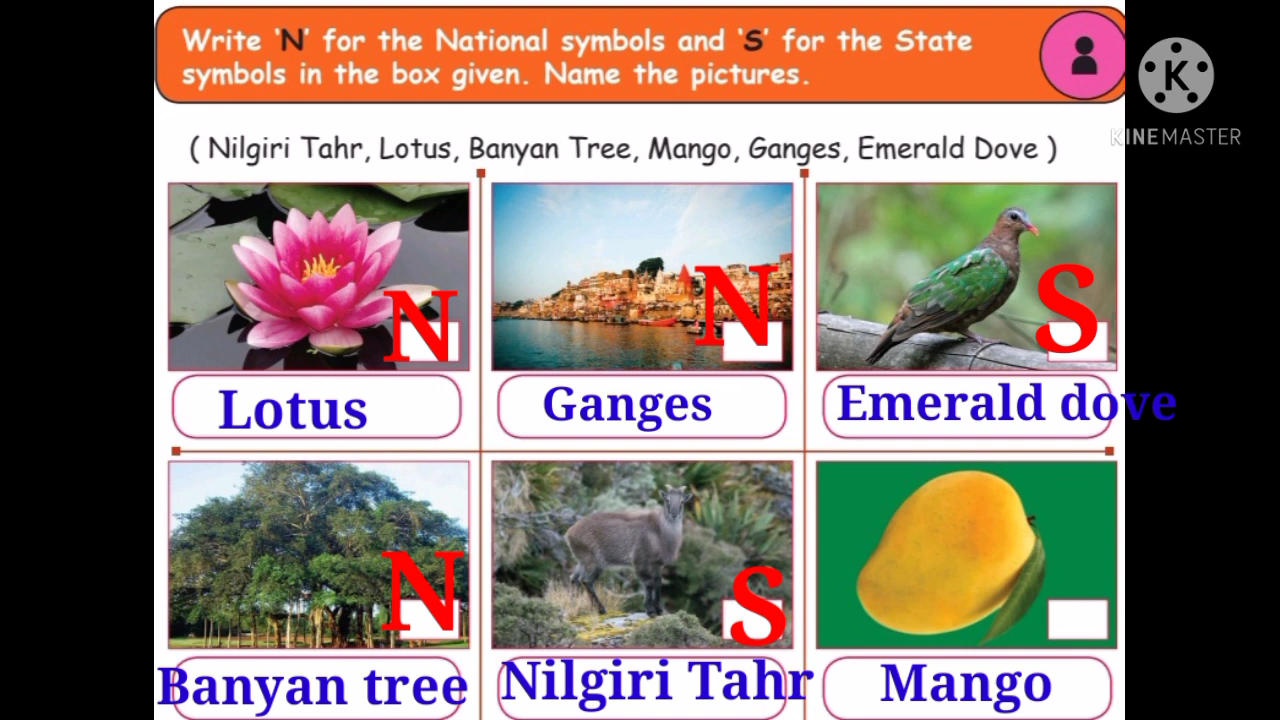 Write 'N' for the National symbols and 'S' for the State
symbols in the box given. Name the pictures.
K
KINEMASTER
( Nilgiri Tahr, Lotus, Banyan Tree, Mango, Ganges, Emerald Dove )
N
N
S
Lotus
Ganges
Emerald dove
N
S
Banyan tree
Nilgiri Tahr
Mango